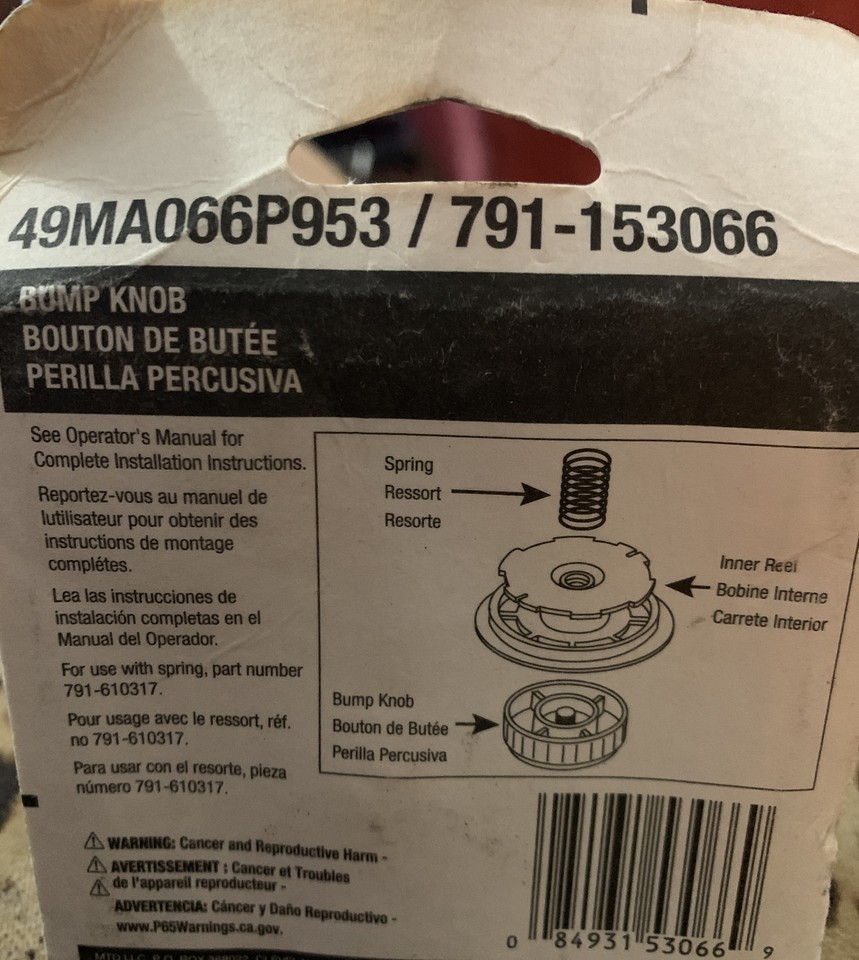 49MA066P953 / 791-153066
BUMP KNOB
BOUTON DE BUTÉE
PERILLA PERCUSIVA
See Operator's Manual for
Complete Installation Instructions.
Reportez-vous au manuel de
lutilisateur pour obtenir des
instructions de montage
complétes.
Lea las instrucciones de
instalación completas en el
Manual del Operador.
For use with spring, part number
791-610317.
Pour usage avec le ressort, réf.
no 791-610317.
Para usar con el resorte, pieza
número 791-610317.
Spring
Ressort
Resorte
Inner Reel
Bobine Interne
Carrete Interior
Bump Knob
Bouton de Butée
Perilla Percusiva
WARNING: Cancer and Reproductive Harm -
AVERTISSEMENT : Cancer et Troubles
de l'appareil reproducteur -
ADVERTENCIA: Cáncer y Daño Reproductivo -
www.P65Warnings.ca.gov.
0 84931 53066 9
MTD LLC, P.O. BOX